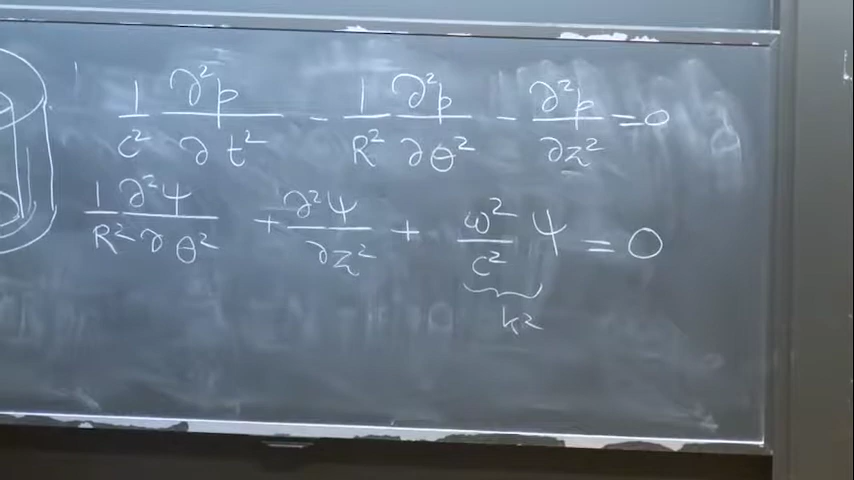 1/c² ∂²p/∂t² - 1/R² ∂²p/∂θ² - ∂²p/∂z² = 0
1/R² ∂²ψ/∂θ² + ∂²ψ/∂z² + ω²/c² ψ = 0
k²